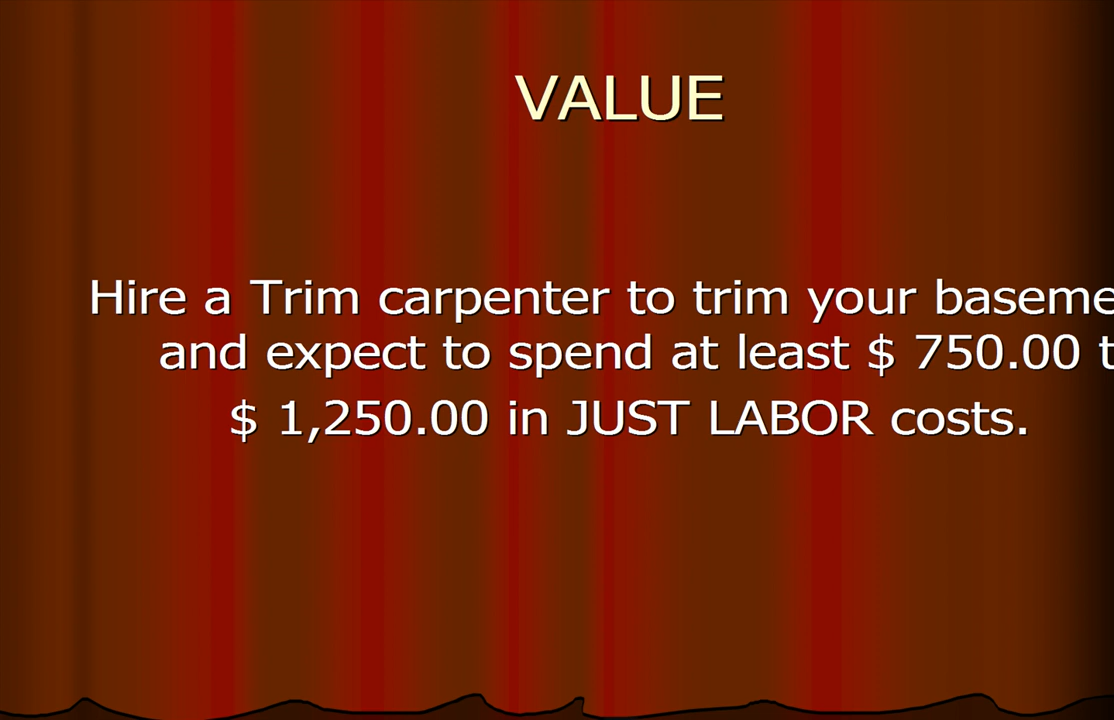 VALUE
Hire a Trim carpenter to trim your baseme
and expect to spend at least $ 750.00 t
$ 1,250.00 in JUST LABOR costs.